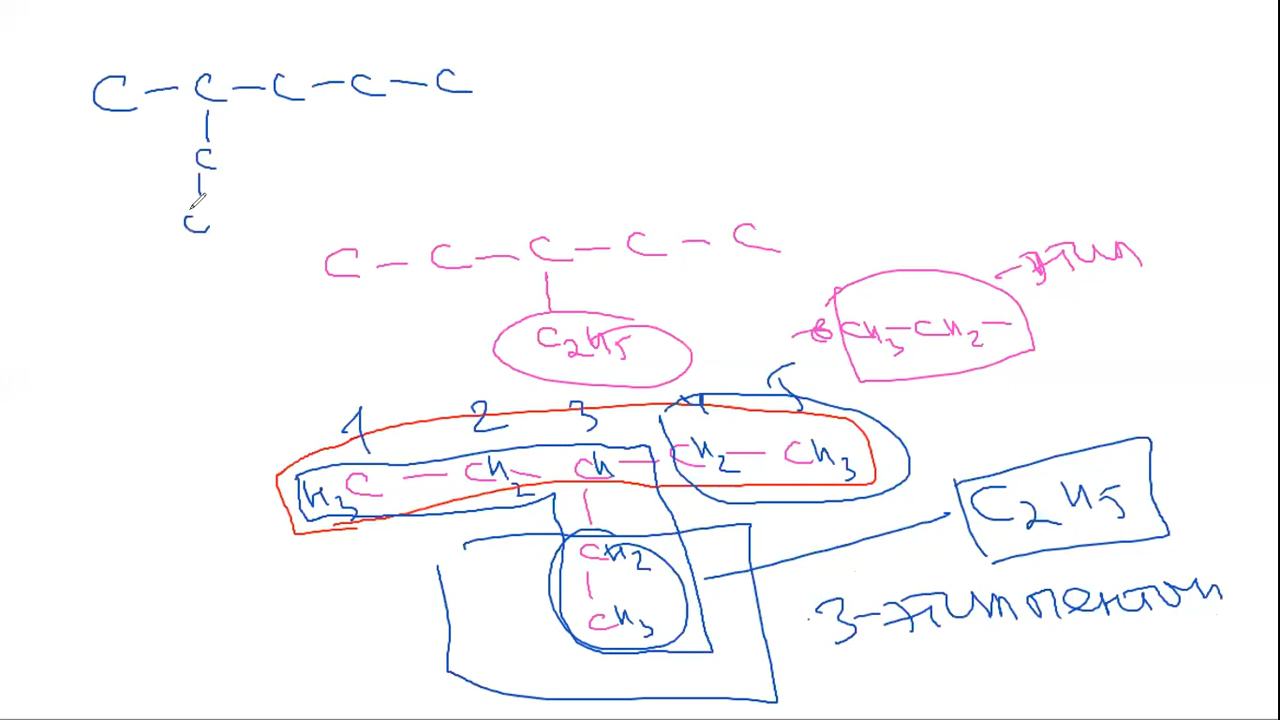 C - C - C - C - C
C
C
C - C - C - C - C
C2H5
CH3 - CH2 -
- этил
1 2 3 4 5
H3C - CH2 - CH - CH2 - CH3
CH2
CH3
C2H5
3-этилпентан